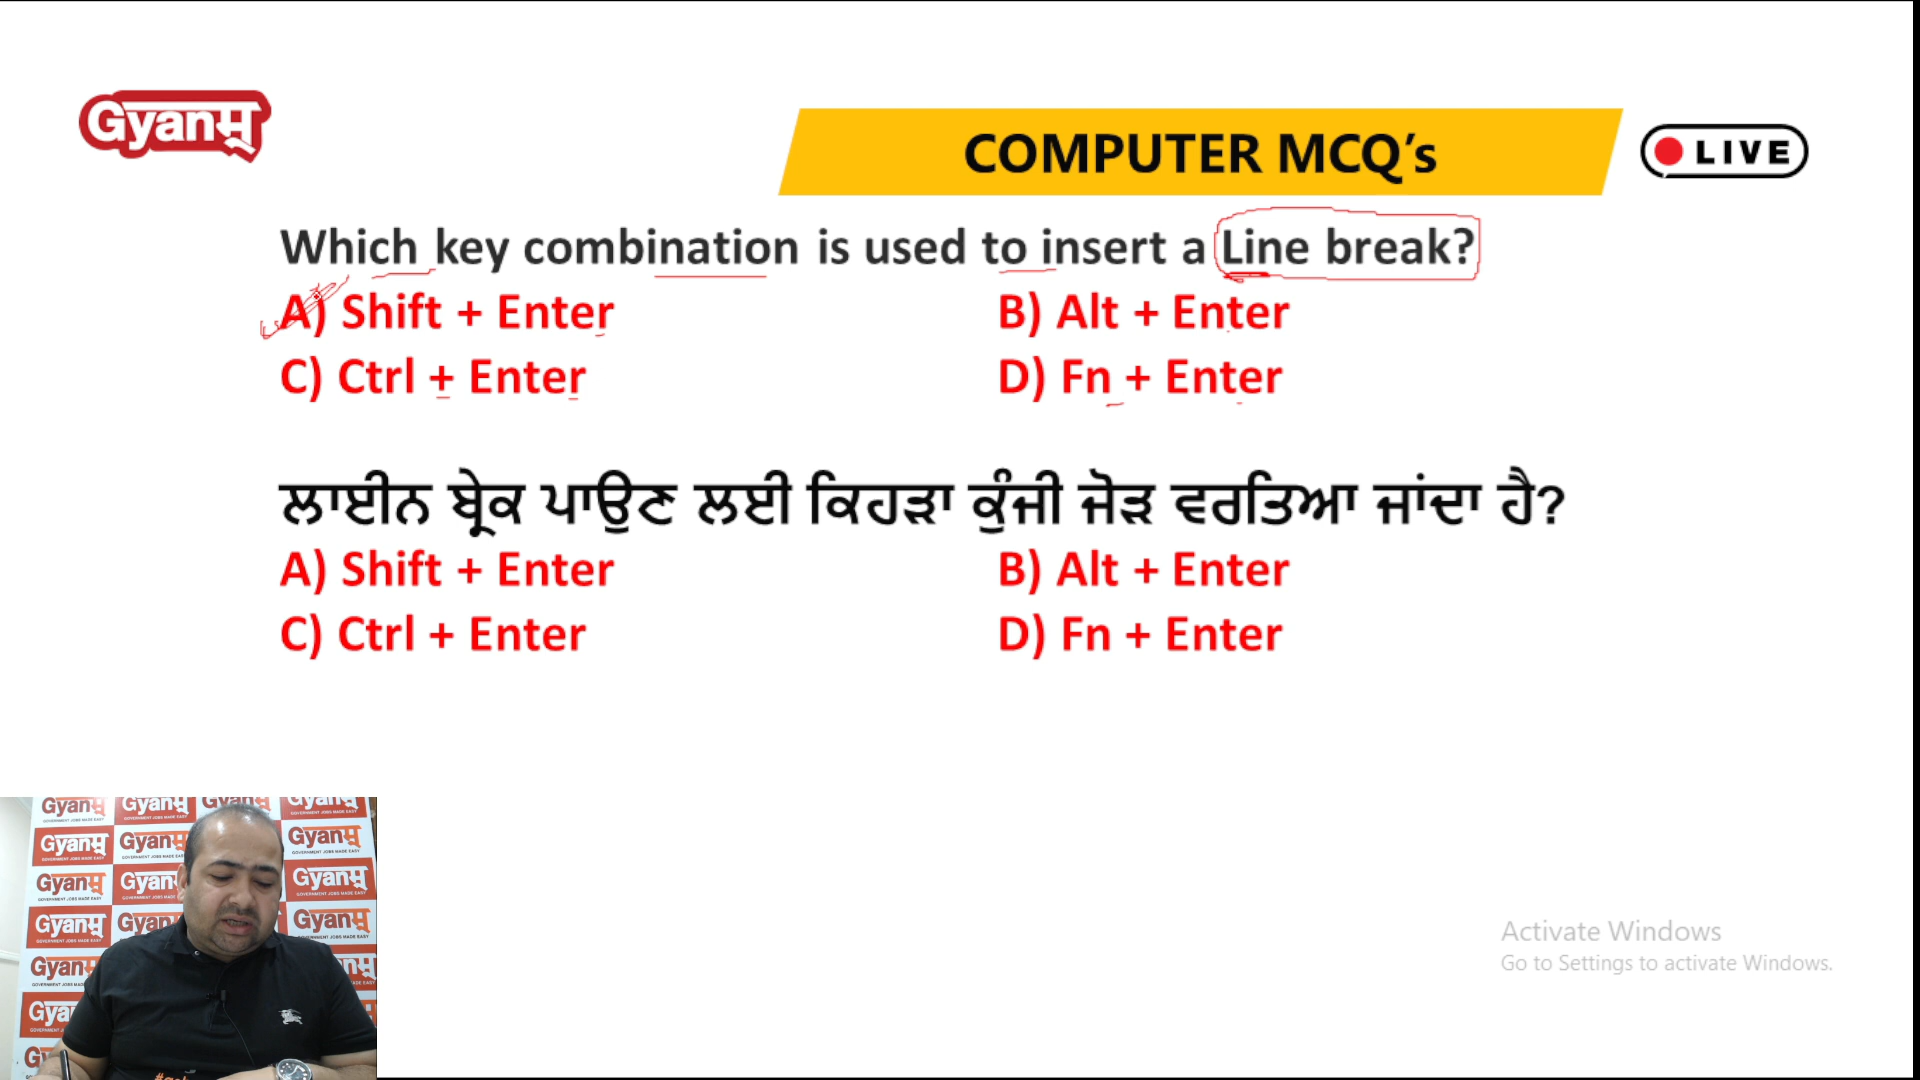 Gyanਸ਼
COMPUTER MCQ's
LIVE
Which key combination is used to insert a Line break?
A) Shift + Enter
B) Alt + Enter
C) Ctrl + Enter
D) Fn + Enter
ਲਾਈਨ ਬ੍ਰੇਕ ਪਾਉਣ ਲਈ ਕਿਹੜਾ ਕੁੰਜੀ ਜੋੜ ਵਰਤਿਆ ਜਾਂਦਾ ਹੈ?
A) Shift + Enter
B) Alt + Enter
C) Ctrl + Enter
D) Fn + Enter
Activate Windows
Go to Settings to activate Windows.